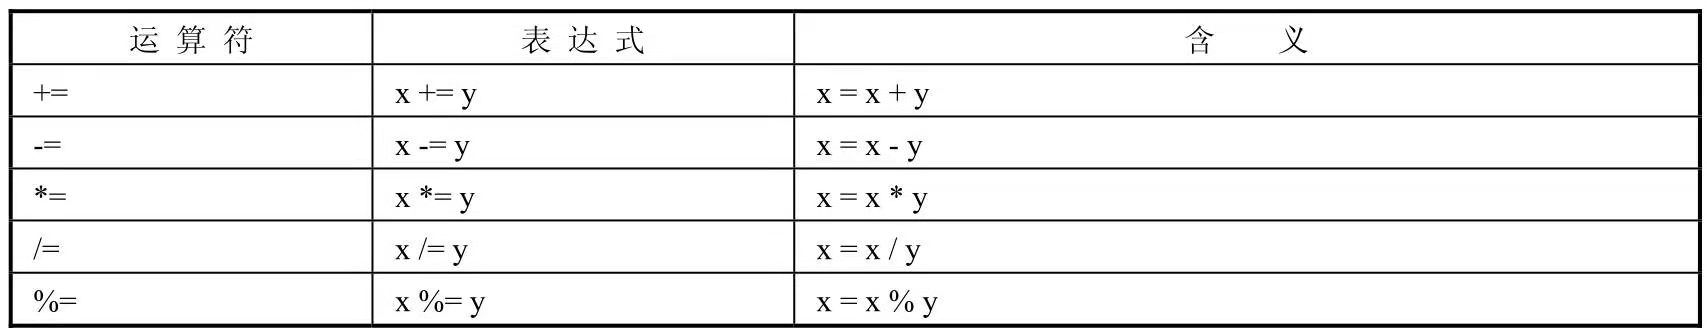 运算符 表达式 含义
+= x += y x = x + y
-= x -= y x = x - y
*= x *= y x = x * y
/= x /= y x = x / y
%= x %= y x = x % y